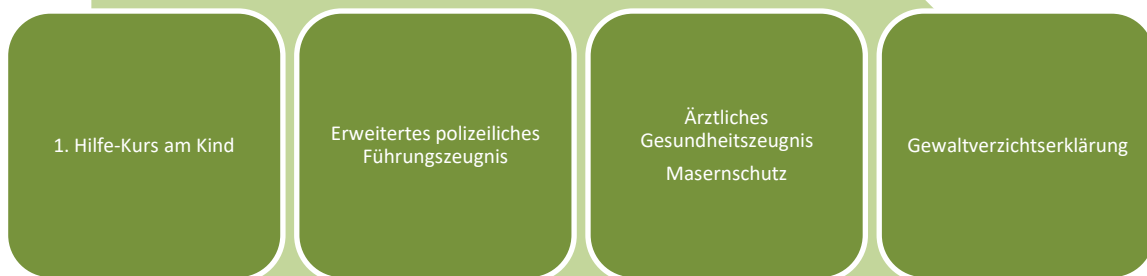 1. Hilfe-Kurs am Kind
Erweitertes polizeiliches
Führungszeugnis
Ärztliches
Gesundheitszeugnis
Masernschutz
Gewaltverzichtserklärung